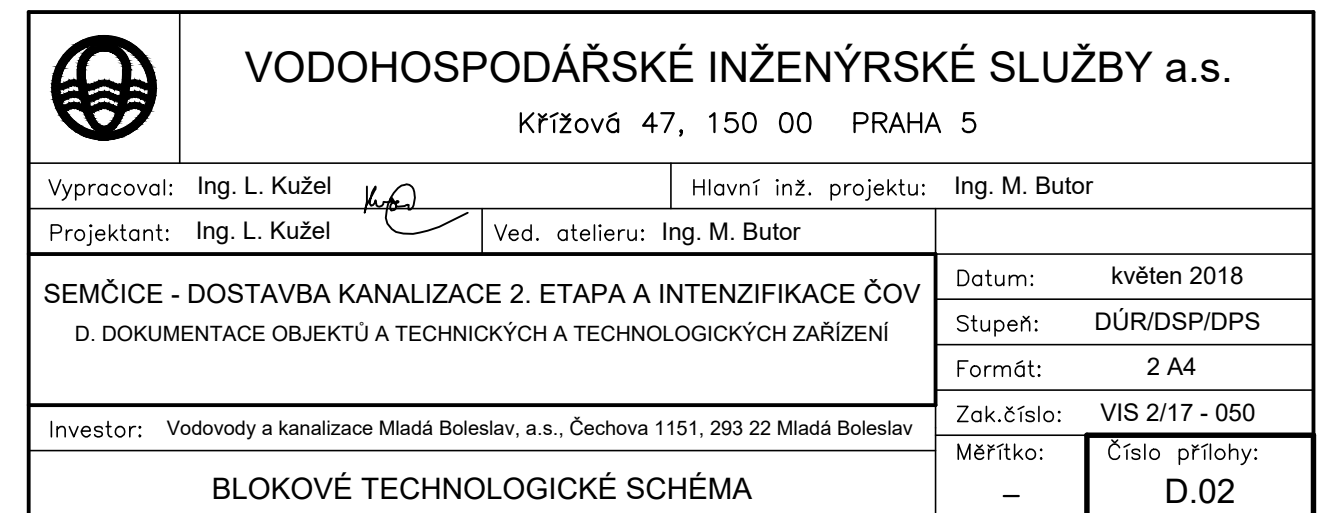 VODOHOSPODÁŘSKÉ INŽENÝRSKÉ SLUŽBY a.s.
Křížová 47, 150 00 PRAHA 5
Vypracoval: Ing. L. Kužel Hlavní inž. projektu: Ing. M. Butor
Projektant: Ing. L. Kužel Ved. atelieru: Ing. M. Butor
SEMČICE - DOSTAVBA KANALIZACE 2. ETAPA A INTENZIFIKACE ČOV
D. DOKUMENTACE OBJEKTŮ A TECHNICKÝCH A TECHNOLOGICKÝCH ZAŘÍZENÍ
Datum: květen 2018
Stupeň: DÚR/DSP/DPS
Formát: 2 A4
Zak.číslo: VIS 2/17 - 050
Investor: Vodovody a kanalizace Mladá Boleslav, a.s., Čechova 1151, 293 22 Mladá Boleslav
BLOKOVÉ TECHNOLOGICKÉ SCHÉMA
Měřítko: –
Číslo přílohy:
D.02